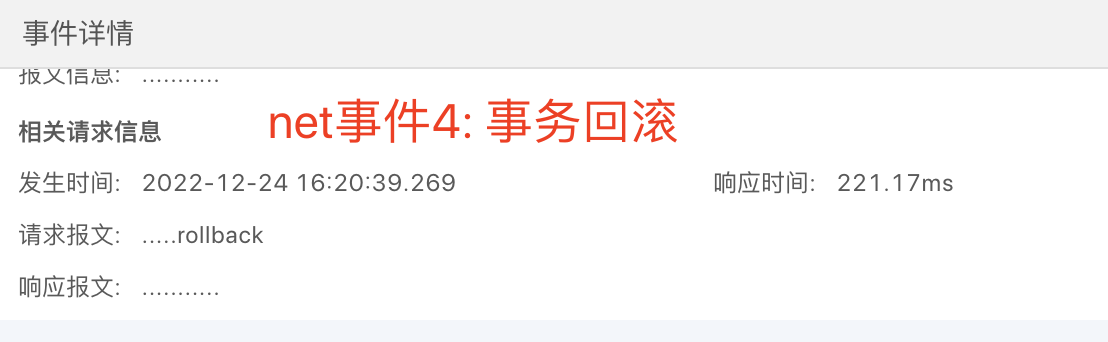 事件详情
报文信息: ...........
net事件4: 事务回滚
相关请求信息
发生时间: 2022-12-24 16:20:39.269 响应时间: 221.17ms
请求报文: .....rollback
响应报文: ...........